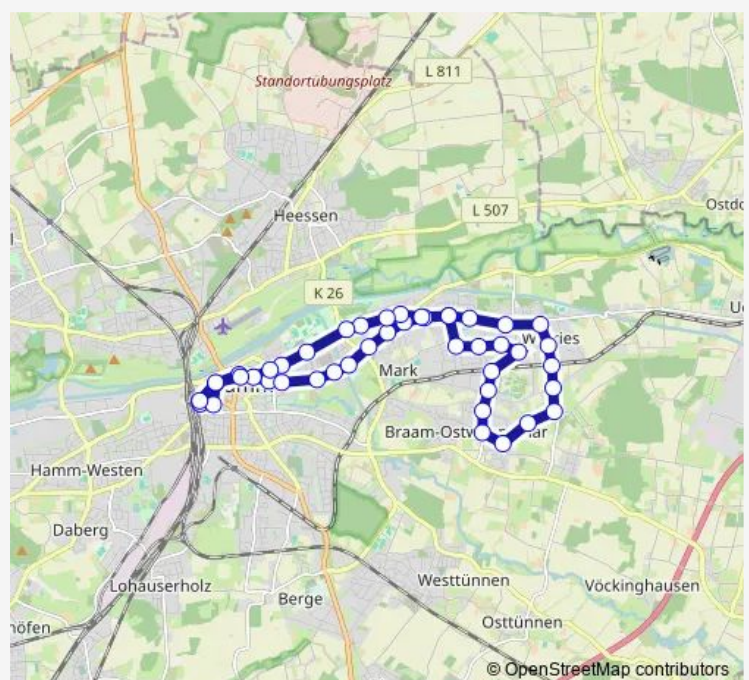 L 811
Standortübungsplatz
L 507
Ostdo
Heessen
K 26
Mark
Braam-Ostw
Hamm-Westen
Daberg
Westtünnen
Vöckinghausen
Lohauserholz
Berge
Osttünnen
höfen
© OpenStreetMap contributors